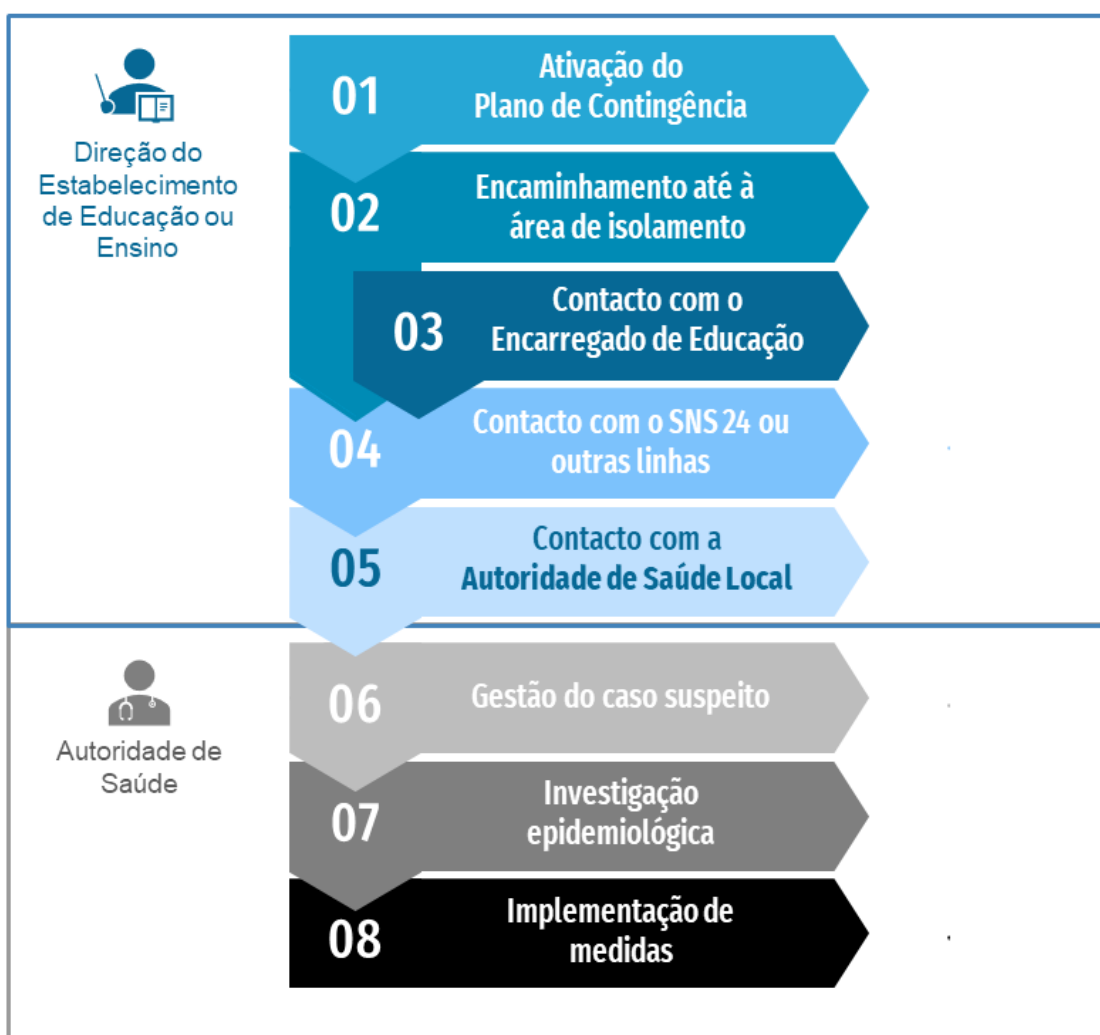 Direção do
Estabelecimento
de Educação ou
Ensino
01
Ativação do
Plano de Contingência
02
Encaminhamento até à
área de isolamento
03
Contacto com o
Encarregado de Educação
04
Contacto com o SNS 24 ou
outras linhas
05
Contacto com a
Autoridade de Saúde Local
Autoridade de
Saúde
06
Gestão do caso suspeito
07
Investigação
epidemiológica
08
Implementação de
medidas